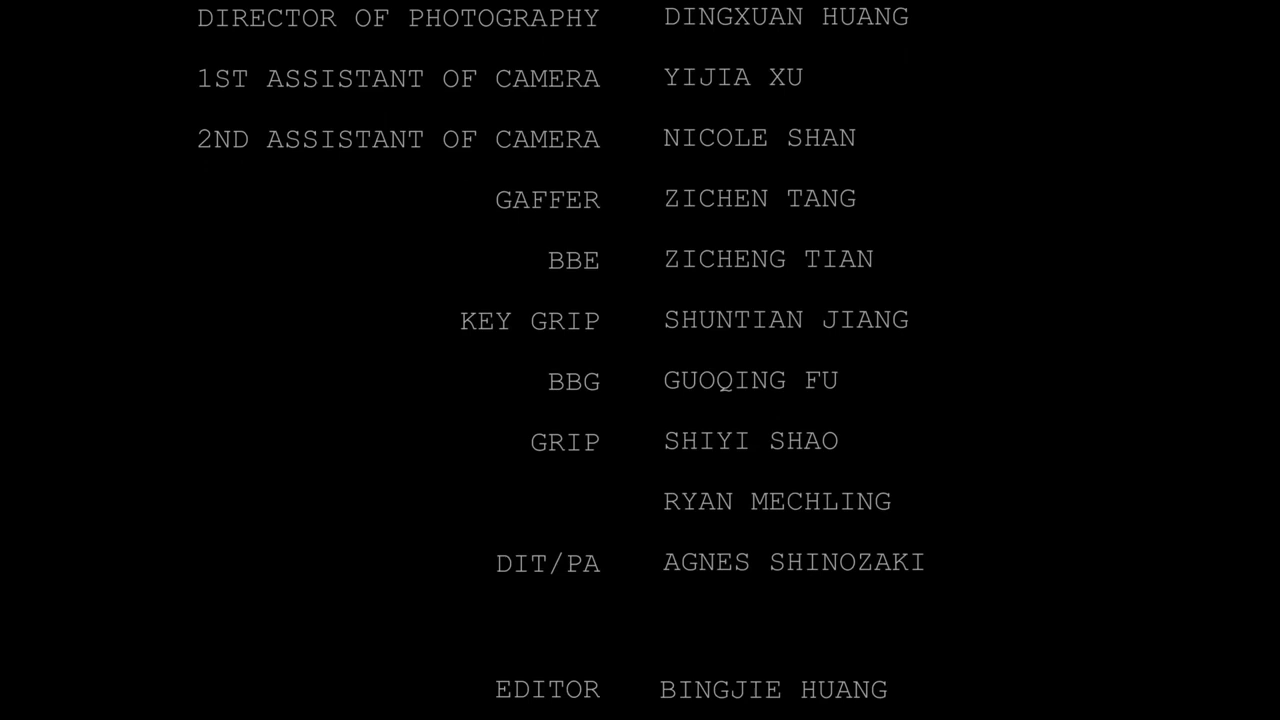 DIRECTOR OF PHOTOGRAPHY DINGXUAN HUANG
1ST ASSISTANT OF CAMERA YIJIA XU
2ND ASSISTANT OF CAMERA NICOLE SHAN
GAFFER ZICHEN TANG
BBE ZICHENG TIAN
KEY GRIP SHUNTIAN JIANG
BBG GUOQING FU
GRIP SHIYI SHAO
RYAN MECHLING
DIT/PA AGNES SHINOZAKI
EDITOR BINGJIE HUANG